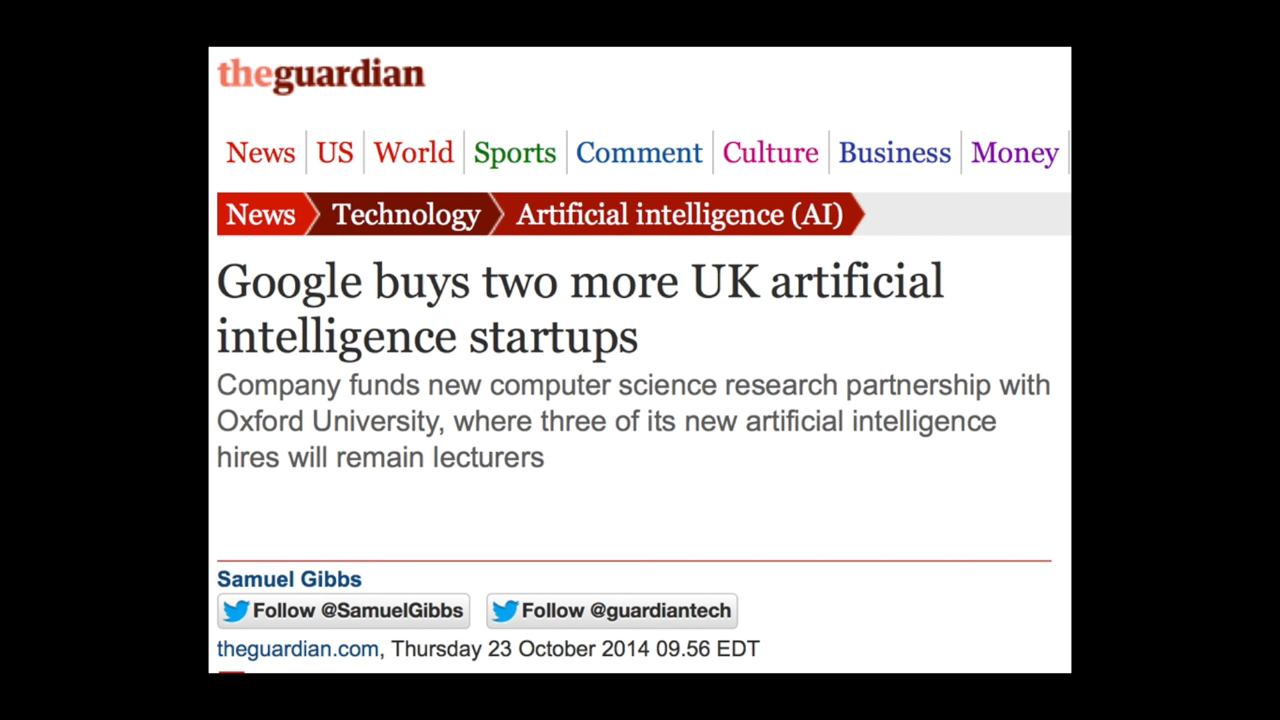 theguardian
News US World Sports Comment Culture Business Money
News Technology Artificial intelligence (AI)
Google buys two more UK artificial
intelligence startups
Company funds new computer science research partnership with
Oxford University, where three of its new artificial intelligence
hires will remain lecturers
Samuel Gibbs
Follow @SamuelGibbs Follow @guardiantech
theguardian.com, Thursday 23 October 2014 09.56 EDT